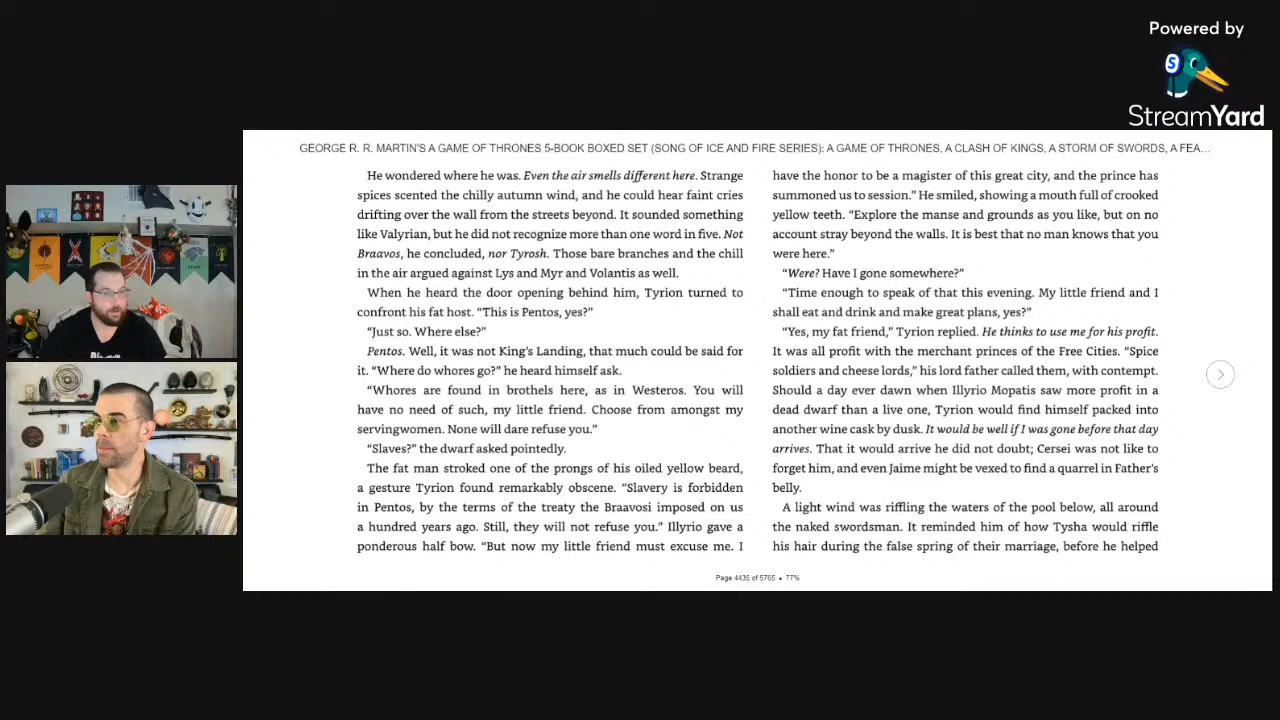 Powered by
S
StreamYard
GEORGE R. R. MARTIN'S A GAME OF THRONES 5-BOOK BOXED SET (SONG OF ICE AND FIRE SERIES): A GAME OF THRONES, A CLASH OF KINGS, A STORM OF SWORDS, A FEA...
He wondered where he was. Even the air smells different here. Strange
spices scented the chilly autumn wind, and he could hear faint cries
drifting over the wall from the streets beyond. It sounded something
like Valyrian, but he did not recognize more than one word in five. Not
Braavos, he concluded, nor Tyrosh. Those bare branches and the chill
in the air argued against Lys and Myr and Volantis as well.
When he heard the door opening behind him, Tyrion turned to
confront his fat host. “This is Pentos, yes?”
“Just so. Where else?”
Pentos. Well, it was not King's Landing, that much could be said for
it. “Where do whores go?” he heard himself ask.
“Whores are found in brothels here, as in Westeros. You will
have no need of such, my little friend. Choose from amongst my
servingwomen. None will dare refuse you.”
“Slaves?” the dwarf asked pointedly.
The fat man stroked one of the prongs of his oiled yellow beard,
a gesture Tyrion found remarkably obscene. “Slavery is forbidden
in Pentos, by the terms of the treaty the Braavosi imposed on us
a hundred years ago. Still, they will not refuse you.” Illyrio gave a
ponderous half bow. “But now my little friend must excuse me. I
have the honor to be a magister of this great city, and the prince has
summoned us to session.” He smiled, showing a mouth full of crooked
yellow teeth. “Explore the manse and grounds as you like, but on no
account stray beyond the walls. It is best that no man knows that you
were here.”
“Were? Have I gone somewhere?”
“Time enough to speak of that this evening. My little friend and I
shall eat and drink and make great plans, yes?”
“Yes, my fat friend,” Tyrion replied. He thinks to use me for his profit.
It was all profit with the merchant princes of the Free Cities. “Spice
soldiers and cheese lords,” his lord father called them, with contempt.
Should a day ever dawn when Illyrio Mopatis saw more profit in a
dead dwarf than a live one, Tyrion would find himself packed into
another wine cask by dusk. It would be well if I was gone before that day
arrives. That it would arrive he did not doubt; Cersei was not like to
forget him, and even Jaime might be vexed to find a quarrel in Father's
belly.
A light wind was riffling the waters of the pool below, all around
the naked swordsman. It reminded him of how Tysha would riffle
his hair during the false spring of their marriage, before he helped
Page 4435 of 5765 • 77%